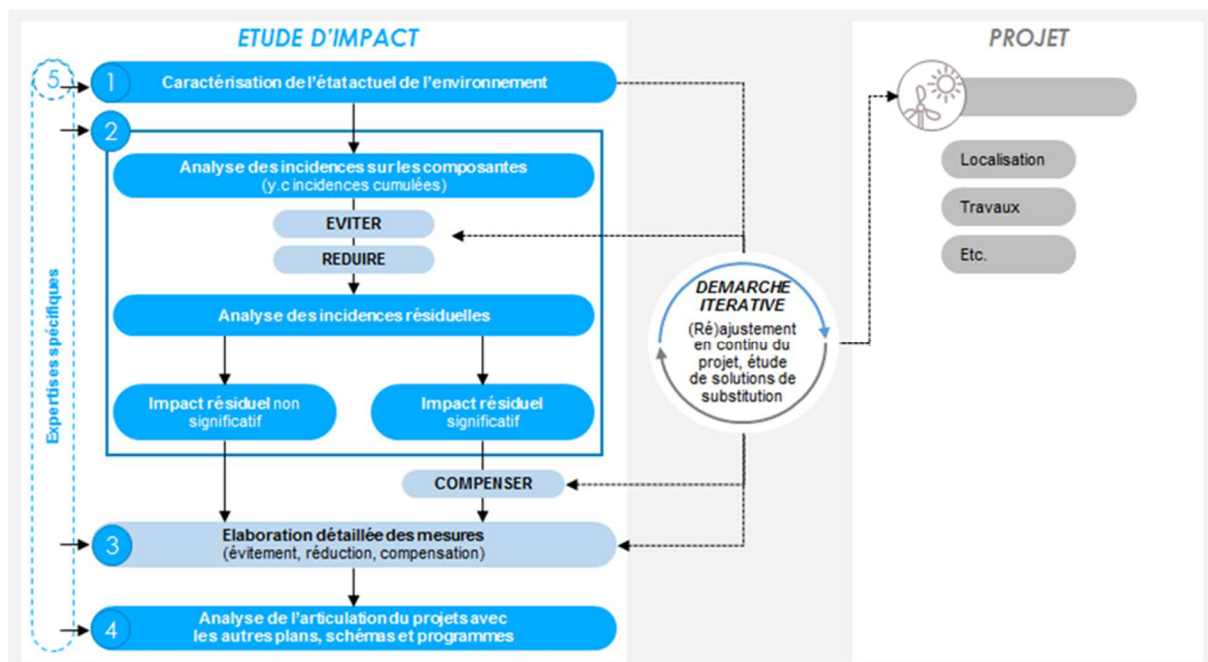 ETUDE D'IMPACT
5
Expertises spécifiques
1
Caractérisation de l'état actuel de l'environnement
2
Analyse des incidences sur les composantes
(y.c incidences cumulées)
EVITER
REDUIRE
Analyse des incidences résiduelles
Impact résiduel non
significatif
Impact résiduel
significatif
COMPENSER
3
Elaboration détaillée des mesures
(évitement, réduction, compensation)
4
Analyse de l'articulation du projets avec
les autres plans, schémas et programmes
DEMARCHE
ITERATIVE
(Ré)ajustement
en continu du
projet, étude
de solutions de
substitution
PROJET
Localisation
Travaux
Etc.